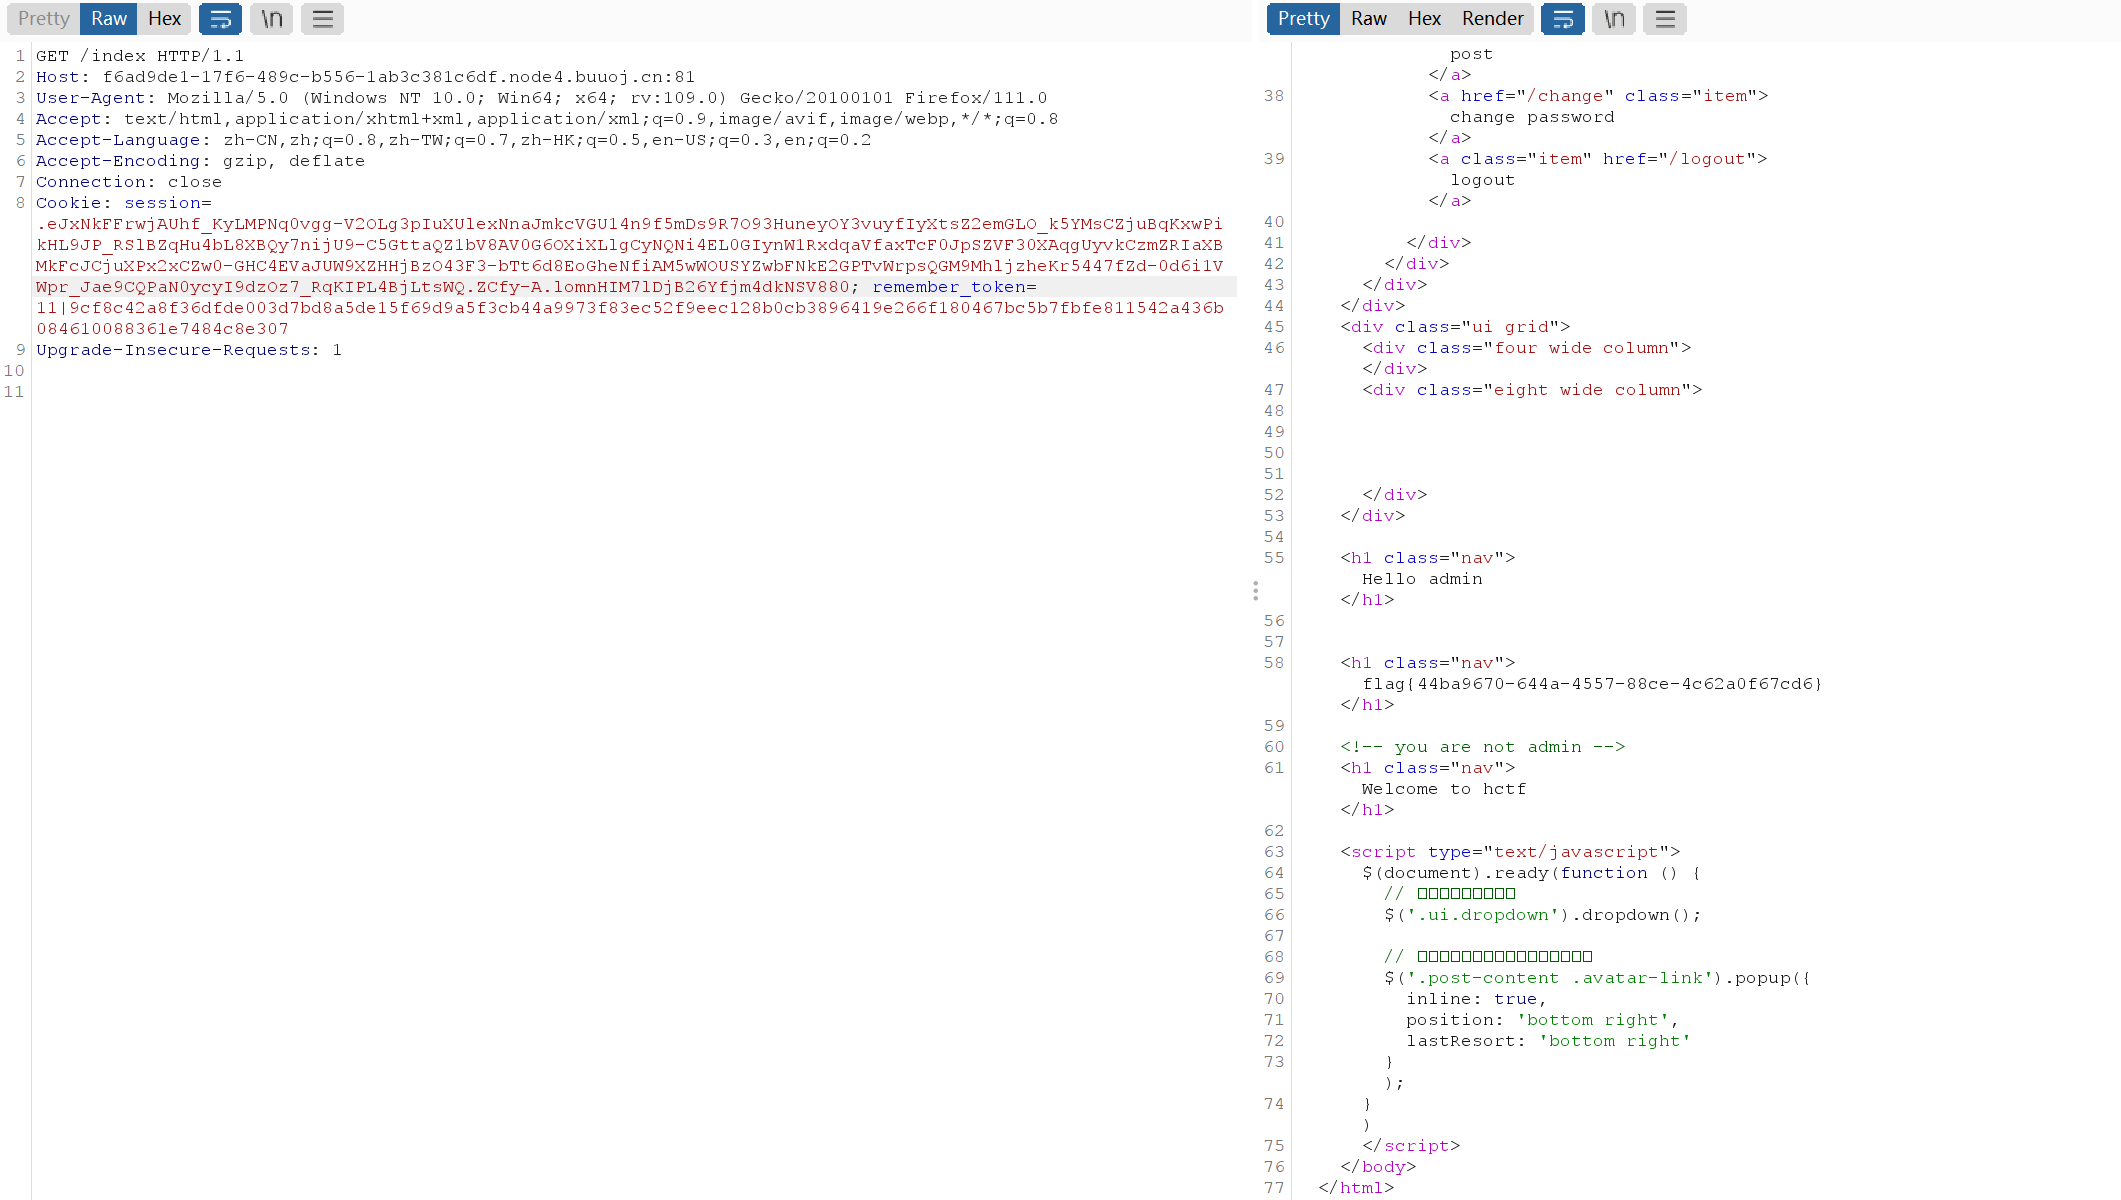 Pretty Raw Hex \n
1 GET /index HTTP/1.1
2 Host: f6ad9de1-17f6-489c-b556-1ab3c381c6df.node4.buuoj.cn:81
3 User-Agent: Mozilla/5.0 (Windows NT 10.0; Win64; x64; rv:109.0) Gecko/20100101 Firefox/111.0
4 Accept: text/html,application/xhtml+xml,application/xml;q=0.9,image/avif,image/webp,*/*;q=0.8
5 Accept-Language: zh-CN,zh;q=0.8,zh-TW;q=0.7,zh-HK;q=0.5,en-US;q=0.3,en;q=0.2
6 Accept-Encoding: gzip, deflate
7 Connection: close
8 Cookie: session=
.eJxNkFFrwjAUhf_KyLMPNq0vgg-V2OLg3pIuXUlexNnaJmkcVGU14n9f5mDs9R7O93HuneyOY3vuyfIyXtsZ2emGLO_k5YMsCZjuBqKxwPi
kHL9JP_RSlBZqHu4bL8XBQy7nijU9-C5GttaQZ1bV8AV0G6OXiXLlgCyNQNi4EL0GIynW1RxdqaVfaxTcF0JpSZVF30XAqgUyvkCzmZRIaXB
MkFcJCjuXPx2xCZw0-GHC4EVaJUW9XZHHjBzO43F3-bTt6d8EoGheNfiAM5wWOUSYZwbFNkE2GPTvWrpsQGM9MhljzheKr5447fZd-0d6i1V
Wpr_Jae9CQPaN0ycyI9dzOz7_RqKIPL4BjLtsWQ.ZCfy-A.lomnHIM7lDjB26Yfjm4dkNSV880; remember_token=
11|9cf8c42a8f36dfde003d7bd8a5de15f69d9a5f3cb44a9973f83ec52f9eec128b0cb3896419e266f180467bc5b7fbfe811542a436b
084610088361e7484c8e307
9 Upgrade-Insecure-Requests: 1
10
11
Pretty Raw Hex Render \n
post
</a>
38 <a href="/change" class="item">
change password
</a>
39 <a class="item" href="/logout">
logout
</a>
40
41 </div>
42 </div>
43 </div>
44 </div>
45 <div class="ui grid">
46 <div class="four wide column">
</div>
47 <div class="eight wide column">
48
49
50
51
52 </div>
53 </div>
54
55 <h1 class="nav">
Hello admin
</h1>
56
57
58 <h1 class="nav">
flag{44ba9670-644a-4557-88ce-4c62a0f67cd6}
</h1>
59
60 <!-- you are not admin -->
61 <h1 class="nav">
Welcome to hctf
</h1>
62
63 <script type="text/javascript">
64 $(document).ready(function () {
65 // □□□□□□□□□
66 $('.ui.dropdown').dropdown();
67
68 // □□□□□□□□□□□□□□□□
69 $('.post-content .avatar-link').popup({
70 inline: true,
71 position: 'bottom right',
72 lastResort: 'bottom right'
73 }
);
74 }
)
75 </script>
76 </body>
77 </html>